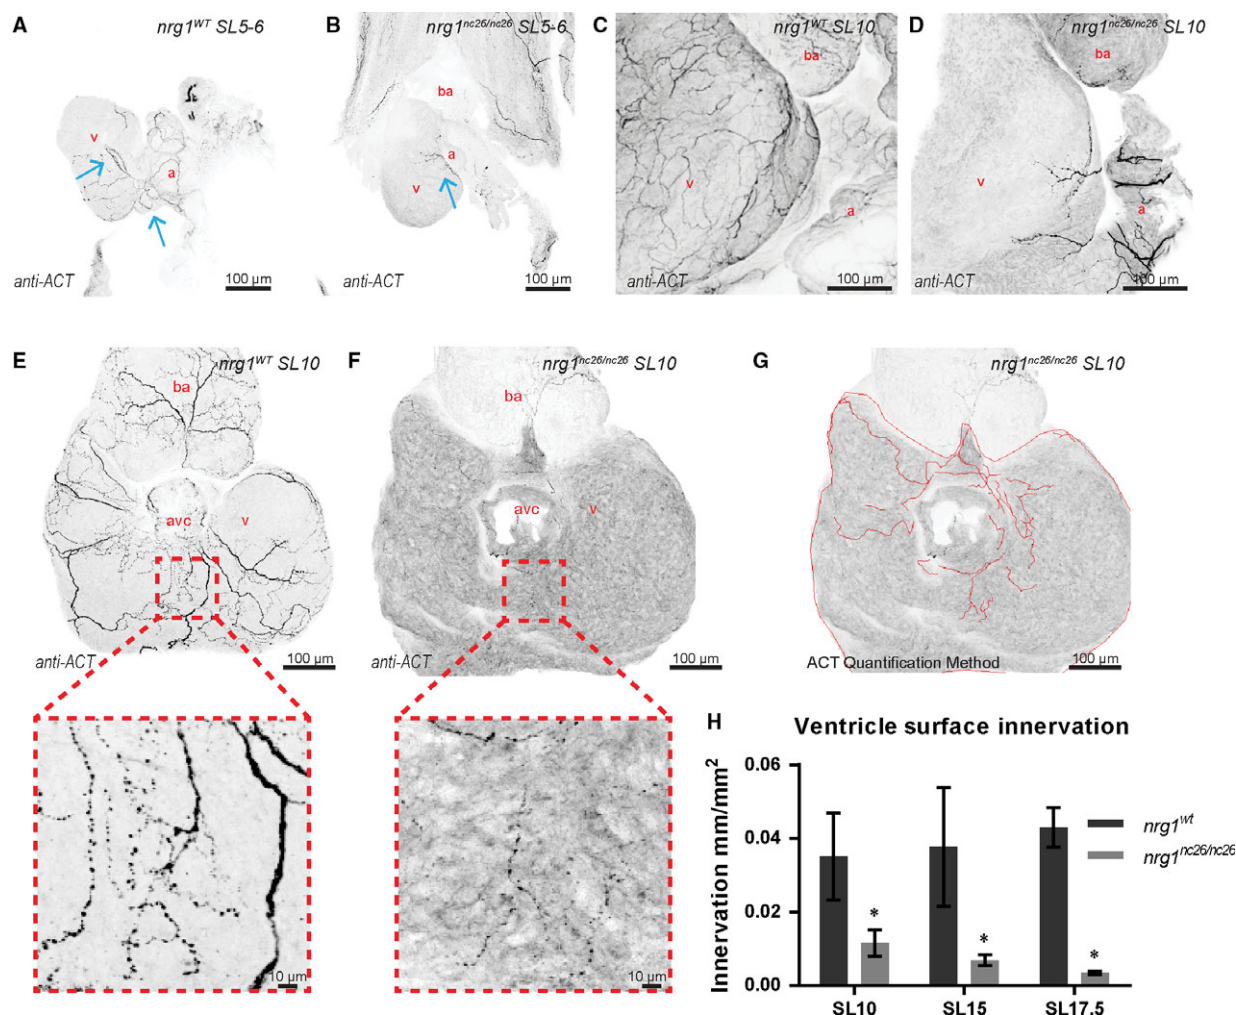 A
nrg1WT SL5-6
v
a
anti-ACT
100 µm
B
nrg1nc26/nc26 SL5-6
ba
a
v
anti-ACT
100 µm
C
nrg1WT SL10
ba
v
a
anti-ACT
100 µm
D
nrg1nc26/nc26 SL10
ba
v
a
anti-ACT
100 µm
E
nrg1WT SL10
ba
avc
v
anti-ACT
100 µm
10 µm
F
nrg1nc26/nc26 SL10
ba
avc
v
anti-ACT
100 µm
10 µm
G
nrg1nc26/nc26 SL10
ACT Quantification Method
100 µm
H
Ventricle surface innervation
Innervation mm/mm2
0.06
0.04
0.02
0.00
*
*
*
SL10
SL15
SL17.5
nrg1wt
nrg1nc26/nc26